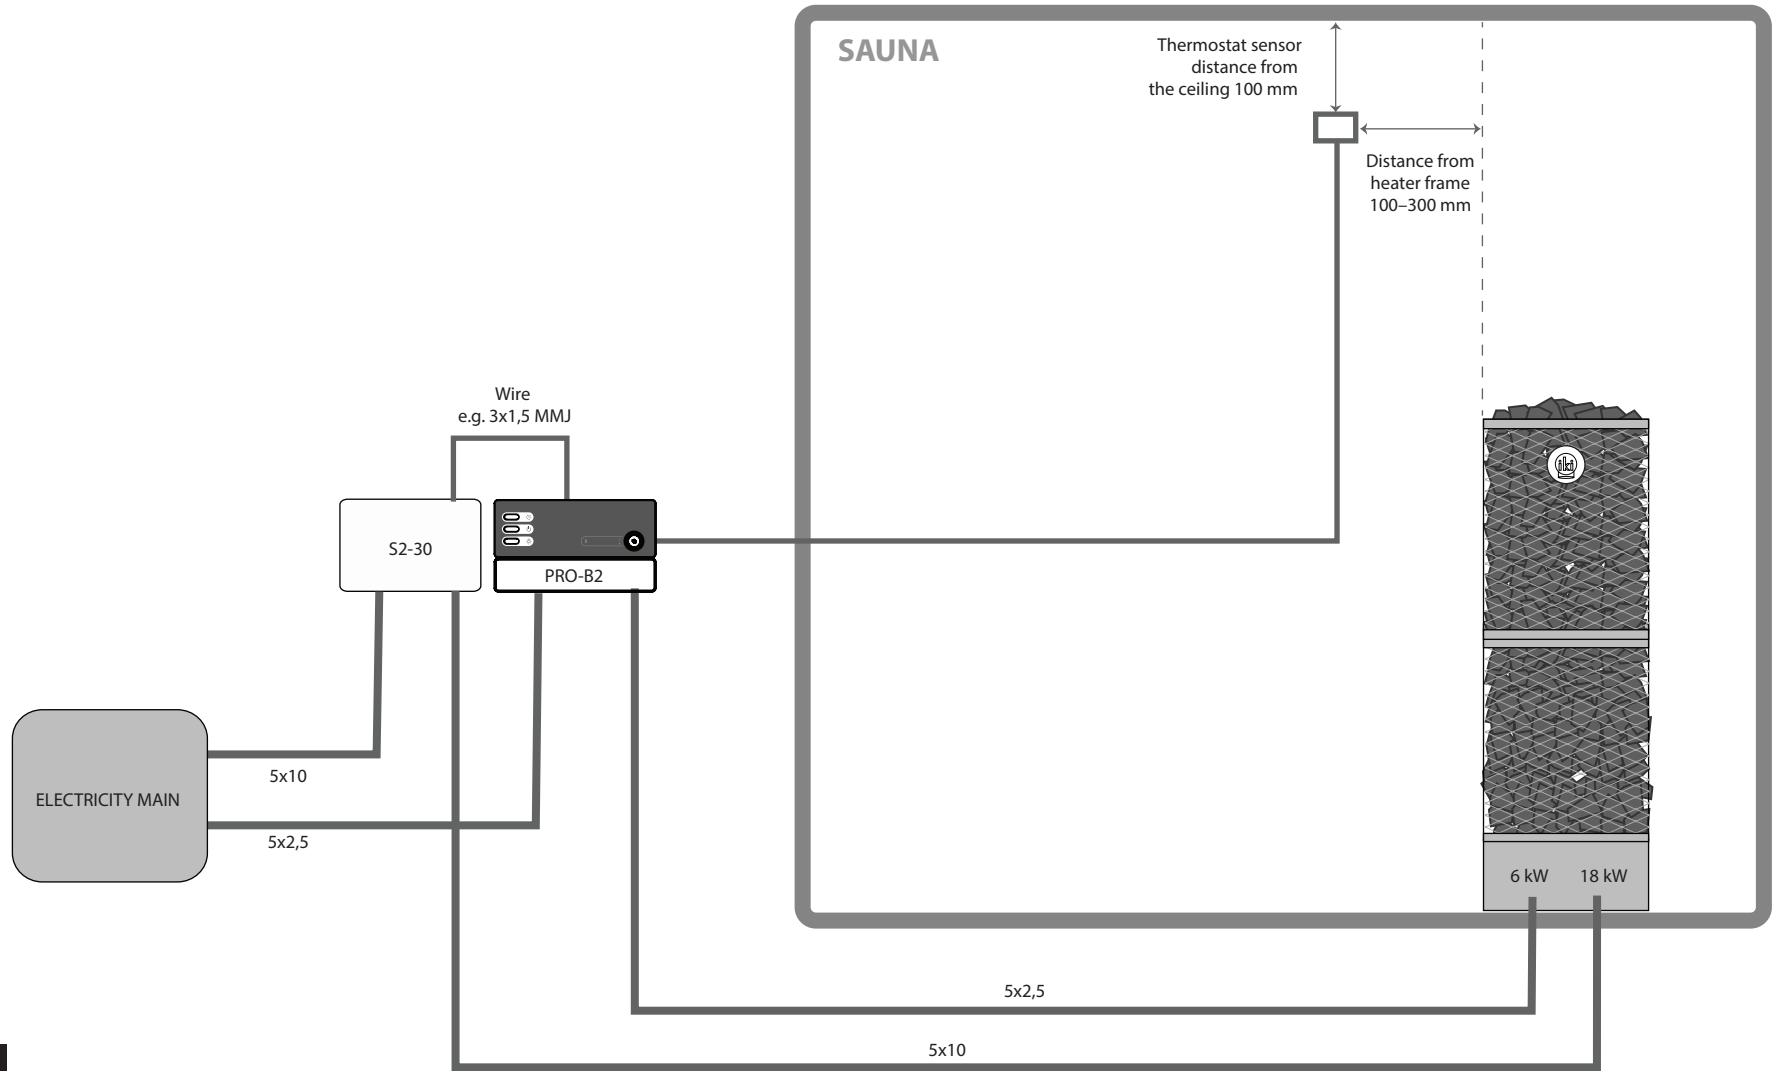 SAUNA
Thermostat sensor
distance from
the ceiling 100 mm
Distance from
heater frame
100–300 mm
Wire
e.g. 3x1,5 MMJ
iki
S2-30
PRO-B2
ELECTRICITY MAIN
5x10
5x2,5
6 kW
18 kW
5x2,5
5x10